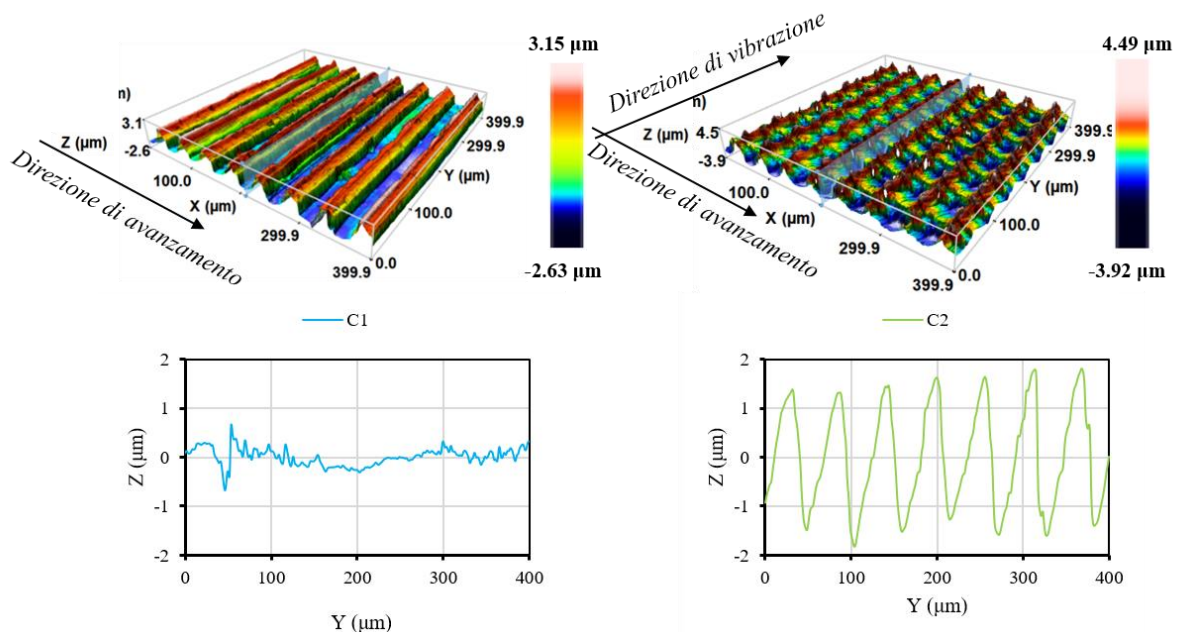 3.15 μm
-2.63 μm
n)
Z (μm)
3.1
-2.6
100.0
X (μm)
299.9
399.9
0.0
100.0
Y (μm)
299.9
399.9
Direzione di avanzamento
4.49 μm
-3.92 μm
Direzione di vibrazione
n)
Z (μm)
4.5
-3.9
100.0
X (μm)
299.9
399.9
0.0
100.0
Y (μm)
299.9
399.9
Direzione di avanzamento
C1
2
1
0
-1
-2
Z (μm)
0
100
200
300
400
Y (μm)
C2
2
1
0
-1
-2
Z (μm)
0
100
200
300
400
Y (μm)